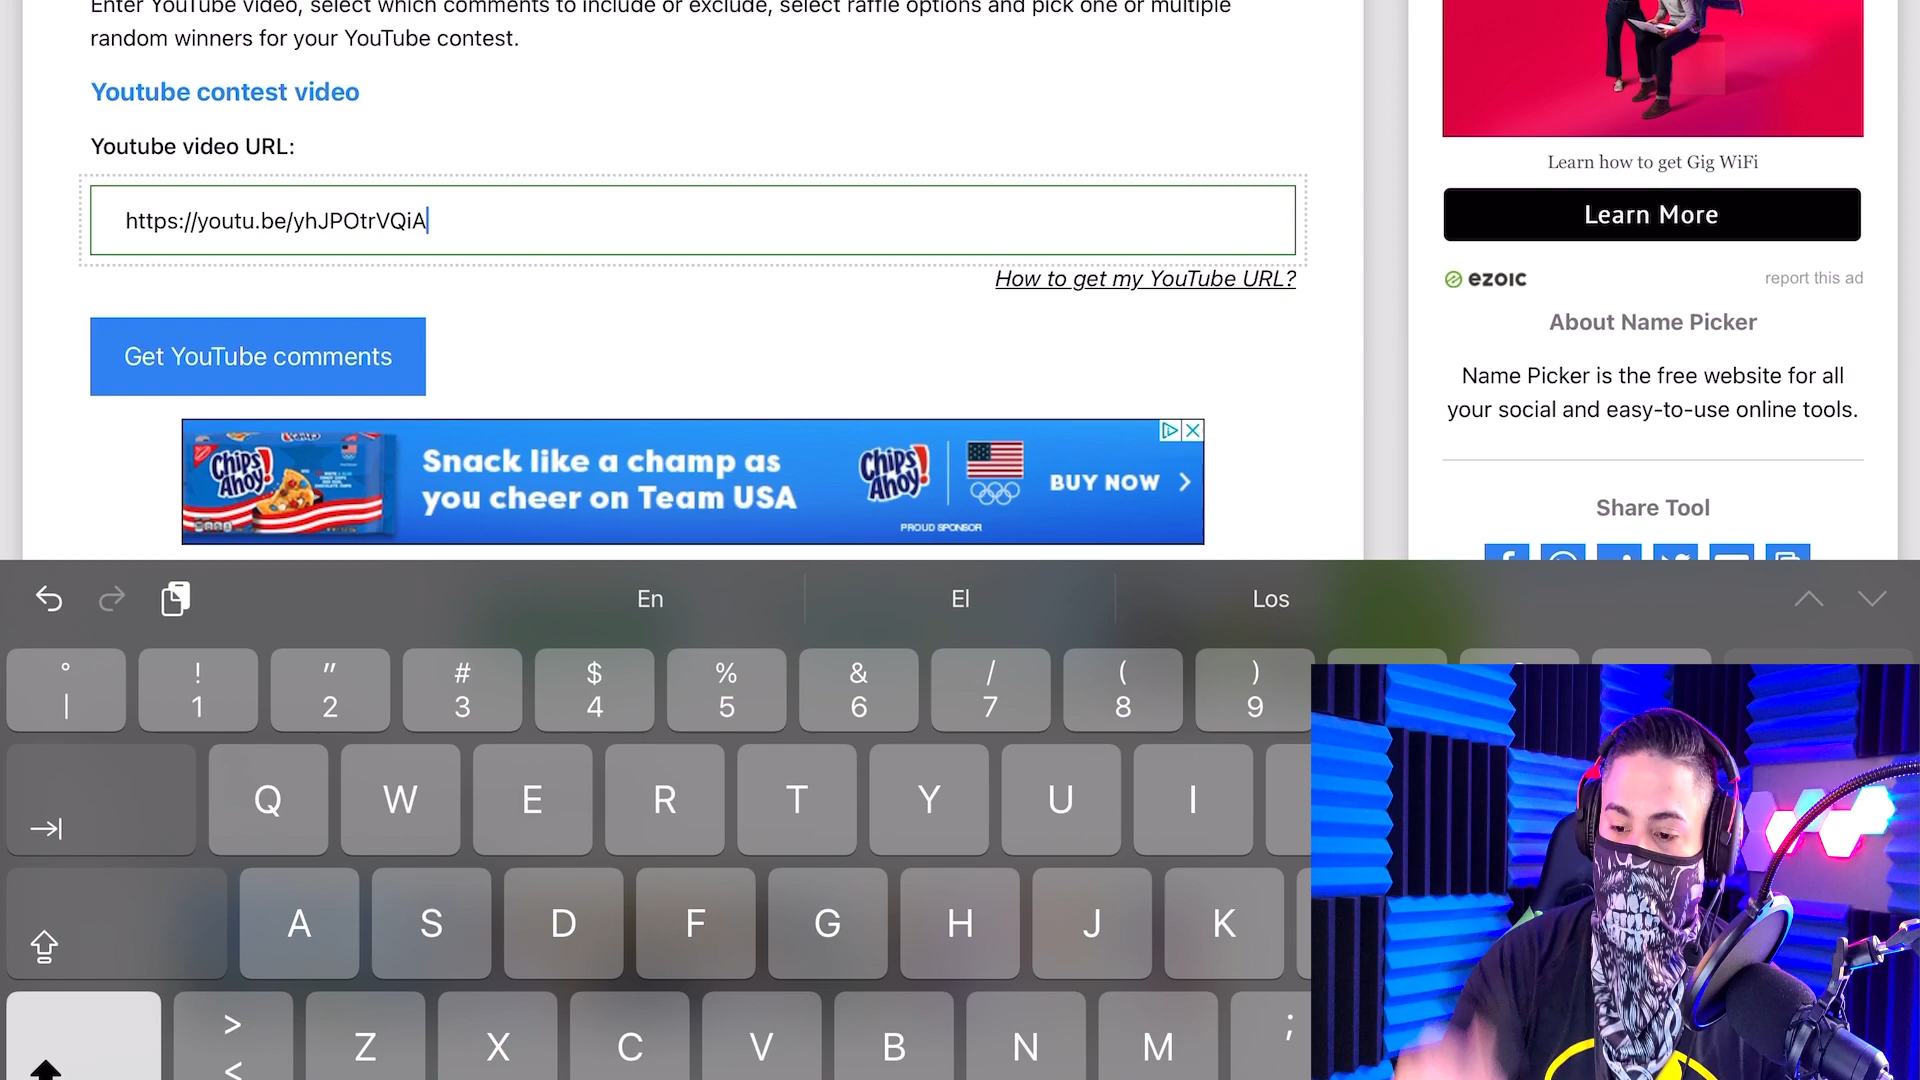 Enter YouTube video, select which comments to include or exclude, select raffle options and pick one or multiple
random winners for your YouTube contest.
Youtube contest video
Youtube video URL:
https://youtu.be/yhJPOtrVQiA
How to get my YouTube URL?
Get YouTube comments
Chips Ahoy!
Snack like a champ as
you cheer on Team USA
Chips Ahoy!
PROUD SPONSOR
BUY NOW
Learn how to get Gig WiFi
Learn More
ezoic
report this ad
About Name Picker
Name Picker is the free website for all
your social and easy-to-use online tools.
Share Tool
En El Los
° ! " # $ % & / ( )
| 1 2 3 4 5 6 7 8 9
Q W E R T Y U I
A S D F G H J K
> ;
< Z X C V B N M